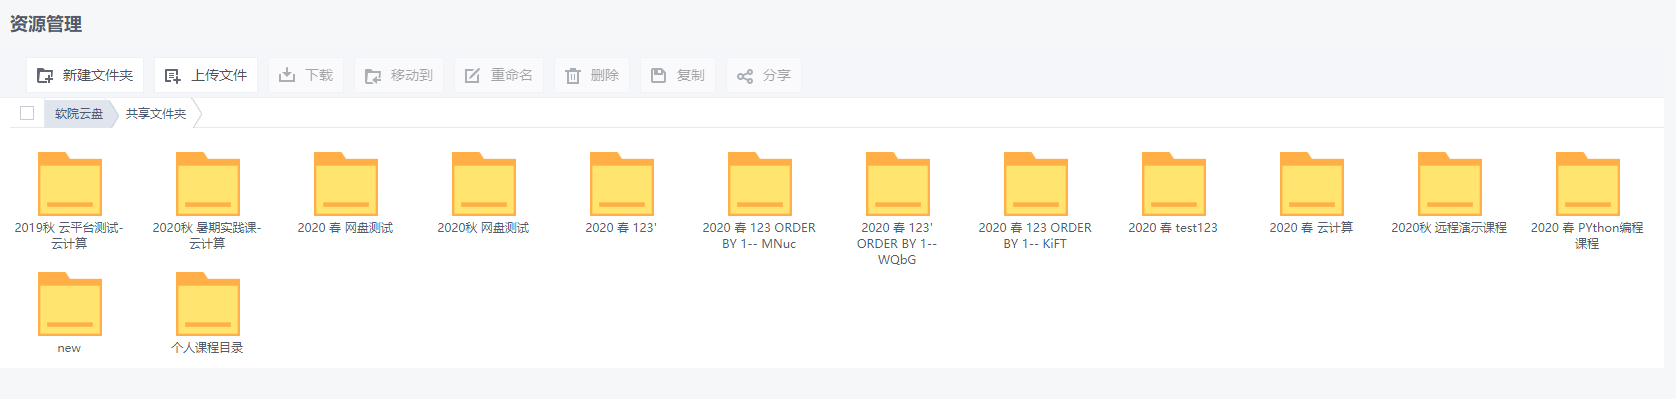 资源管理
新建文件夹 上传文件 下载 移动到 重命名 删除 复制 分享
软院云盘 共享文件夹
2019秋 云平台测试-
云计算
2020秋 暑期实践课-
云计算
2020 春 网盘测试
2020秋 网盘测试
2020 春 123'
2020 春 123 ORDER
BY 1-- MNuc
2020 春 123'
ORDER BY 1--
WQbG
2020 春 123 ORDER
BY 1-- KiFT
2020 春 test123
2020 春 云计算
2020秋 远程演示课程
2020 春 PYthon编程
课程
new
个人课程目录